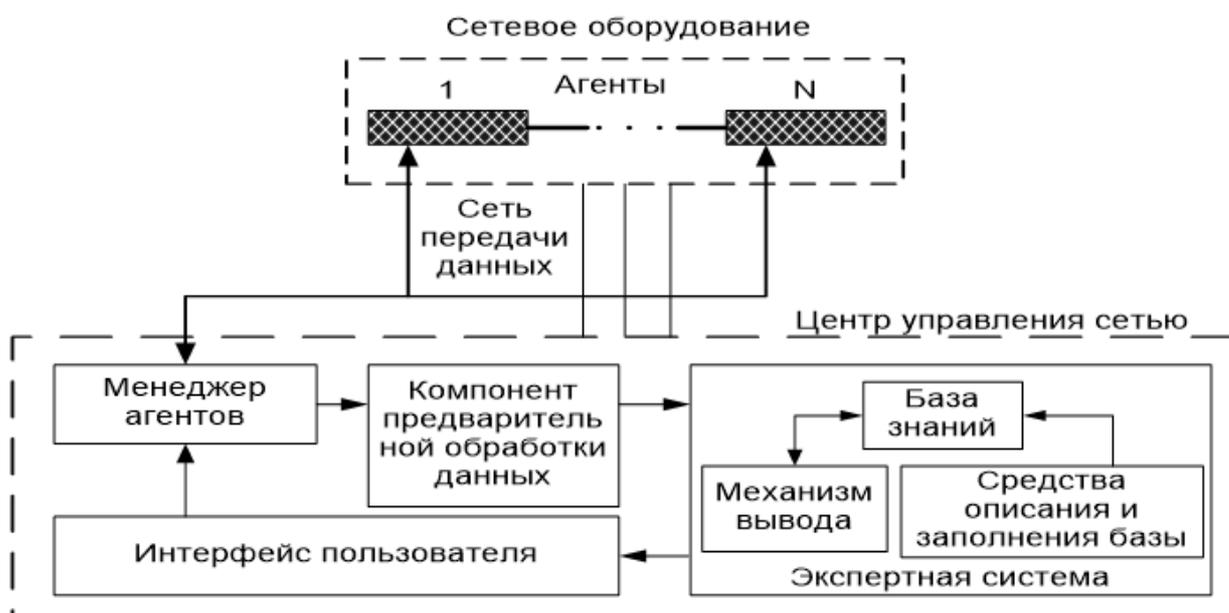 Сетевое оборудование
1 Агенты N
Сеть
передачи
данных
Центр управления сетью
Менеджер
агентов
Компонент
предваритель
ной обработки
данных
База
знаний
Механизм
вывода
Средства
описания и
заполнения базы
Интерфейс пользователя
Экспертная система